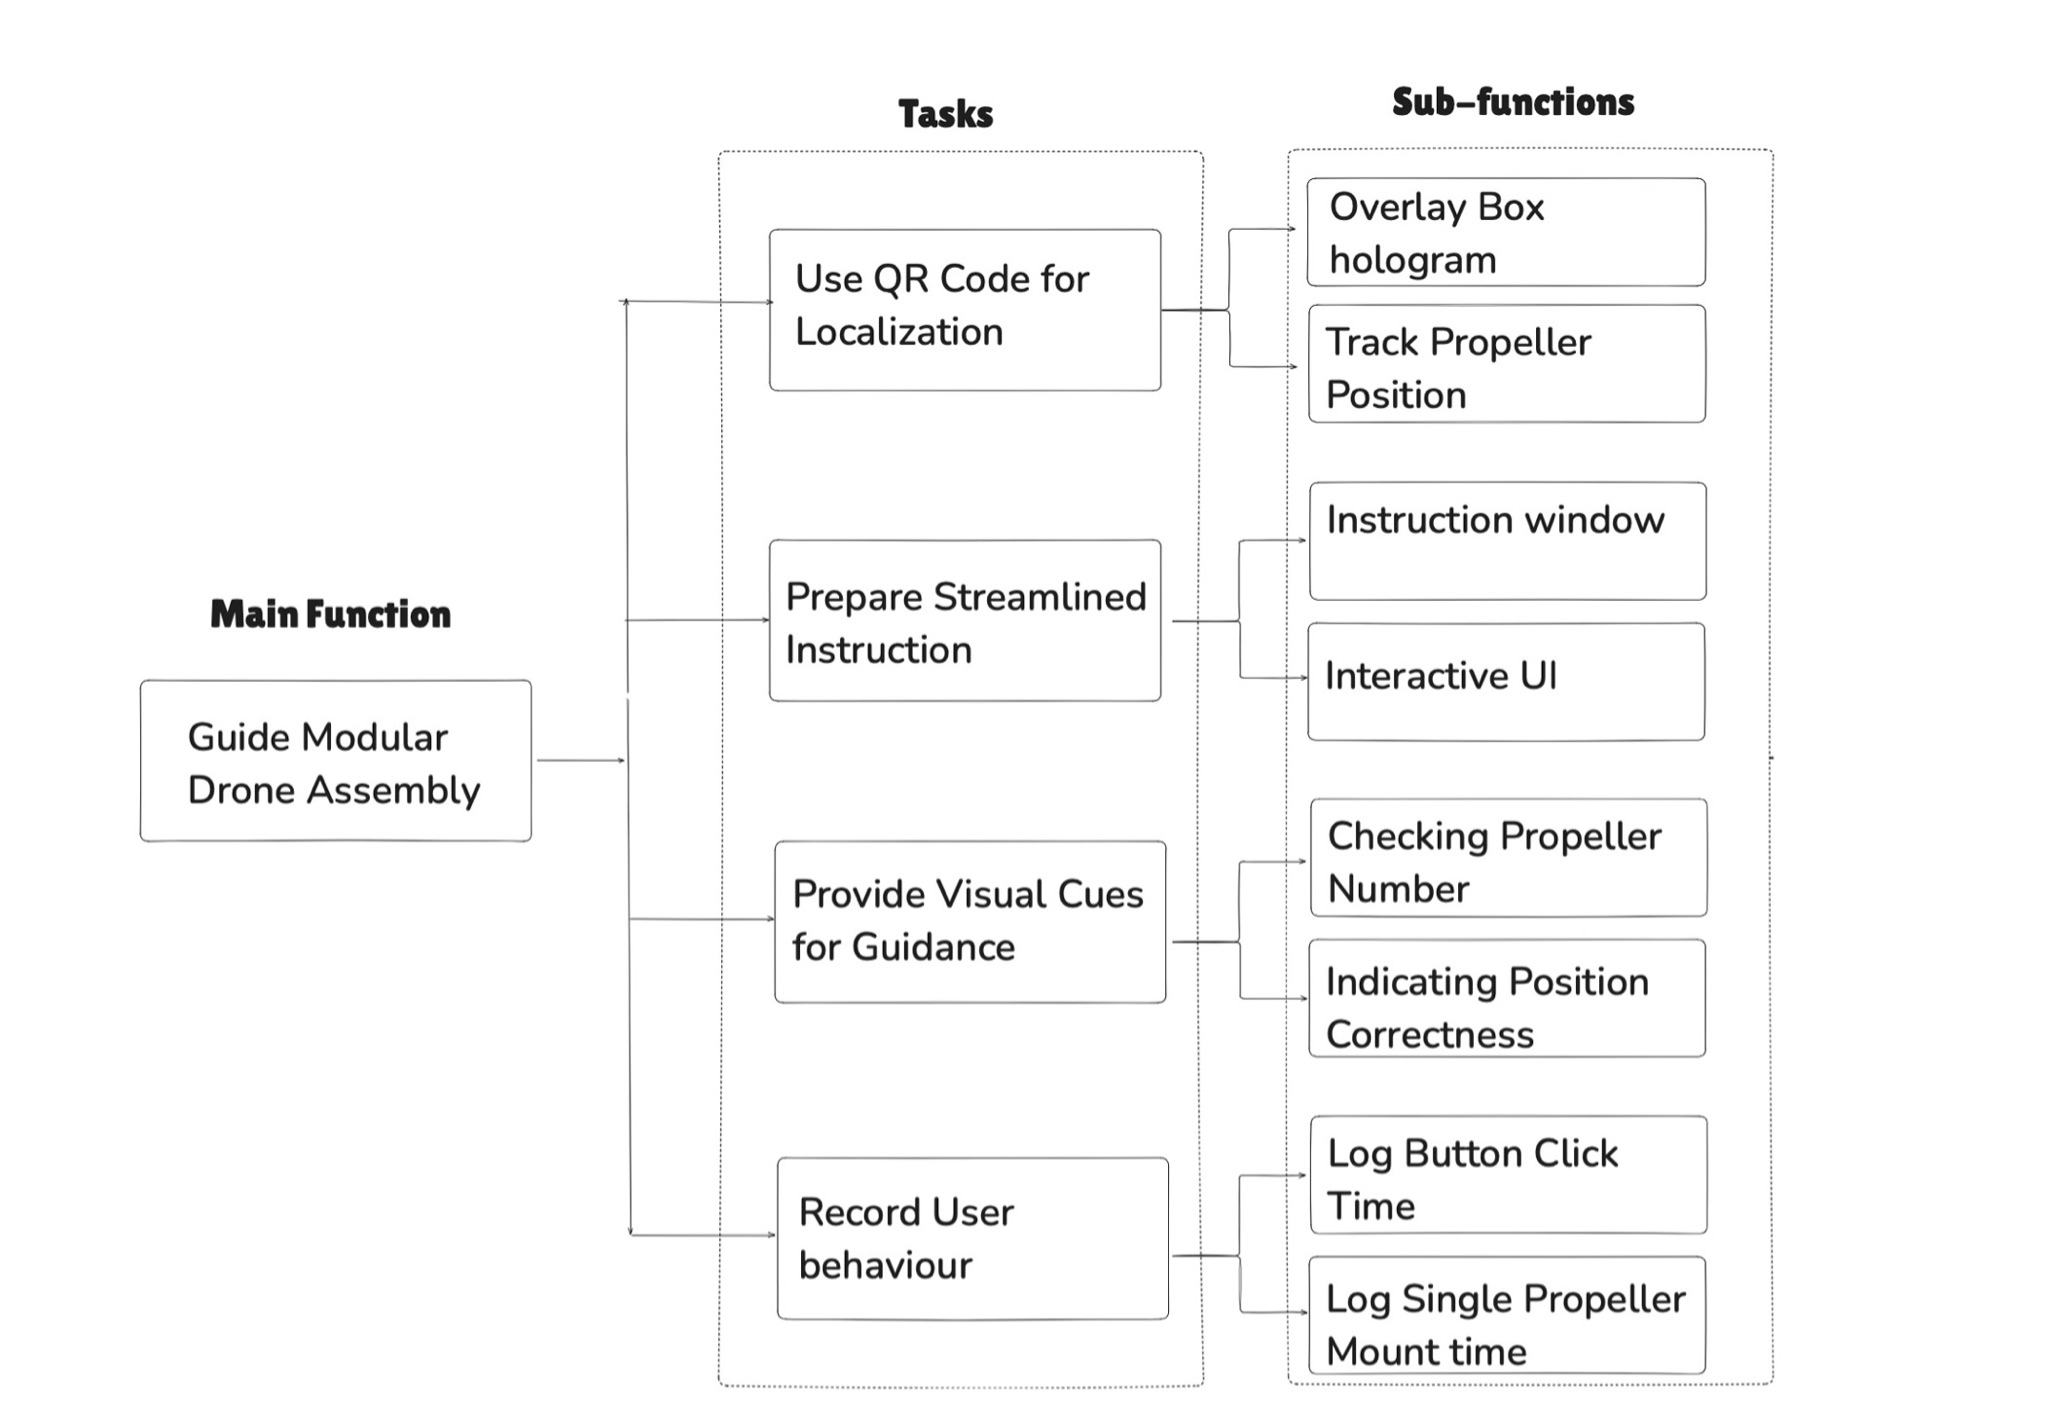 Tasks
Sub-functions
Main Function
Guide Modular
Drone Assembly
Use QR Code for
Localization
Prepare Streamlined
Instruction
Provide Visual Cues
for Guidance
Record User
behaviour
Overlay Box
hologram
Track Propeller
Position
Instruction window
Interactive UI
Checking Propeller
Number
Indicating Position
Correctness
Log Button Click
Time
Log Single Propeller
Mount time